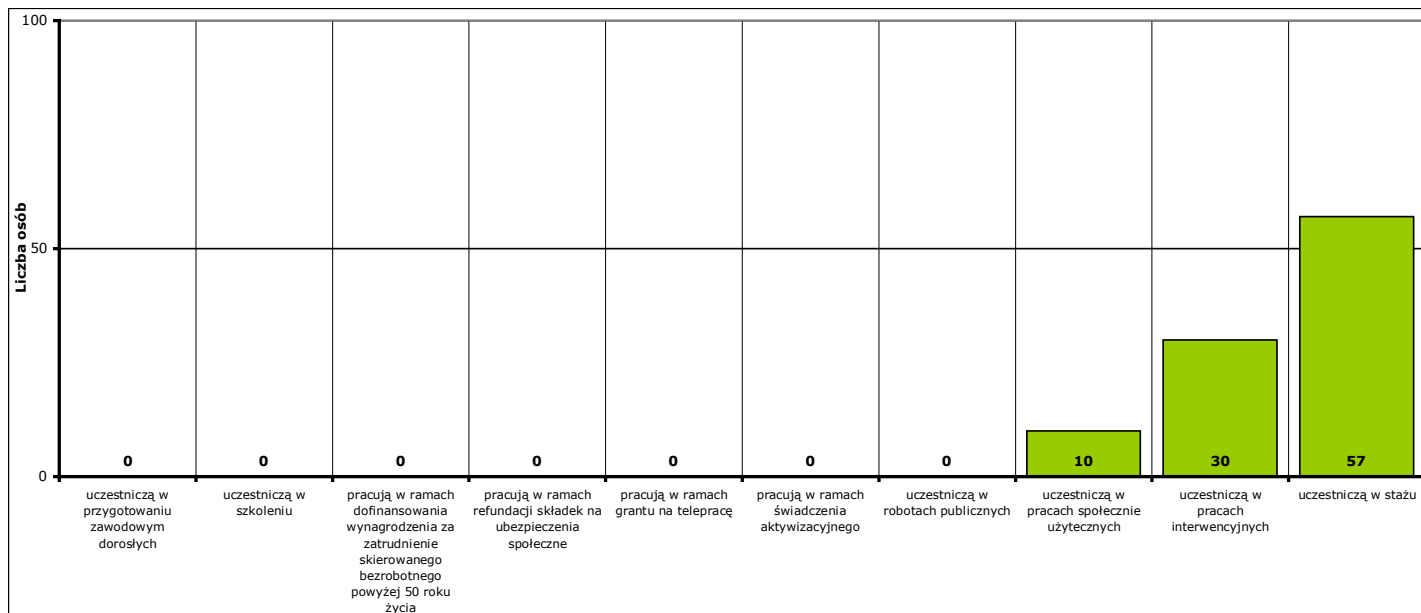 100
50
0
Liczba osób
0
0
0
0
0
0
0
10
30
57
uczestniczą w
przygotowaniu
zawodowym
dorosłych
uczestniczą w
szkoleniu
pracują w ramach
dofinansowania
wynagrodzenia za
zatrudnienie
skierowanego
bezrobotnego
powyżej 50 roku
życia
pracują w ramach
refundacji składek na
ubezpieczenia
społeczne
pracują w ramach
grantu na telepracę
pracują w ramach
świadczenia
aktywizacyjnego
uczestniczą w
robotach publicznych
uczestniczą w
pracach społecznie
użytecznych
uczestniczą w
pracach
interwencyjnych
uczestniczą w stażu